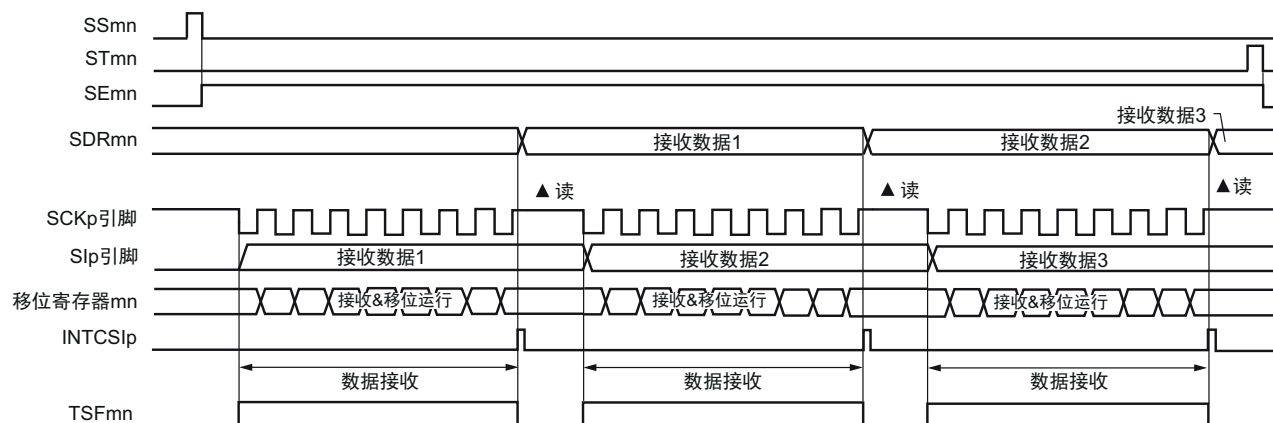 SSmn
STmn
SEmn
接收数据3
SDRmn 接收数据1 接收数据2
▲读 ▲读 ▲读
SCKp引脚
SIp引脚 接收数据1 接收数据2 接收数据3
移位寄存器mn 接收&移位运行 接收&移位运行 接收&移位运行
INTCSIp
数据接收 数据接收 数据接收
TSFmn